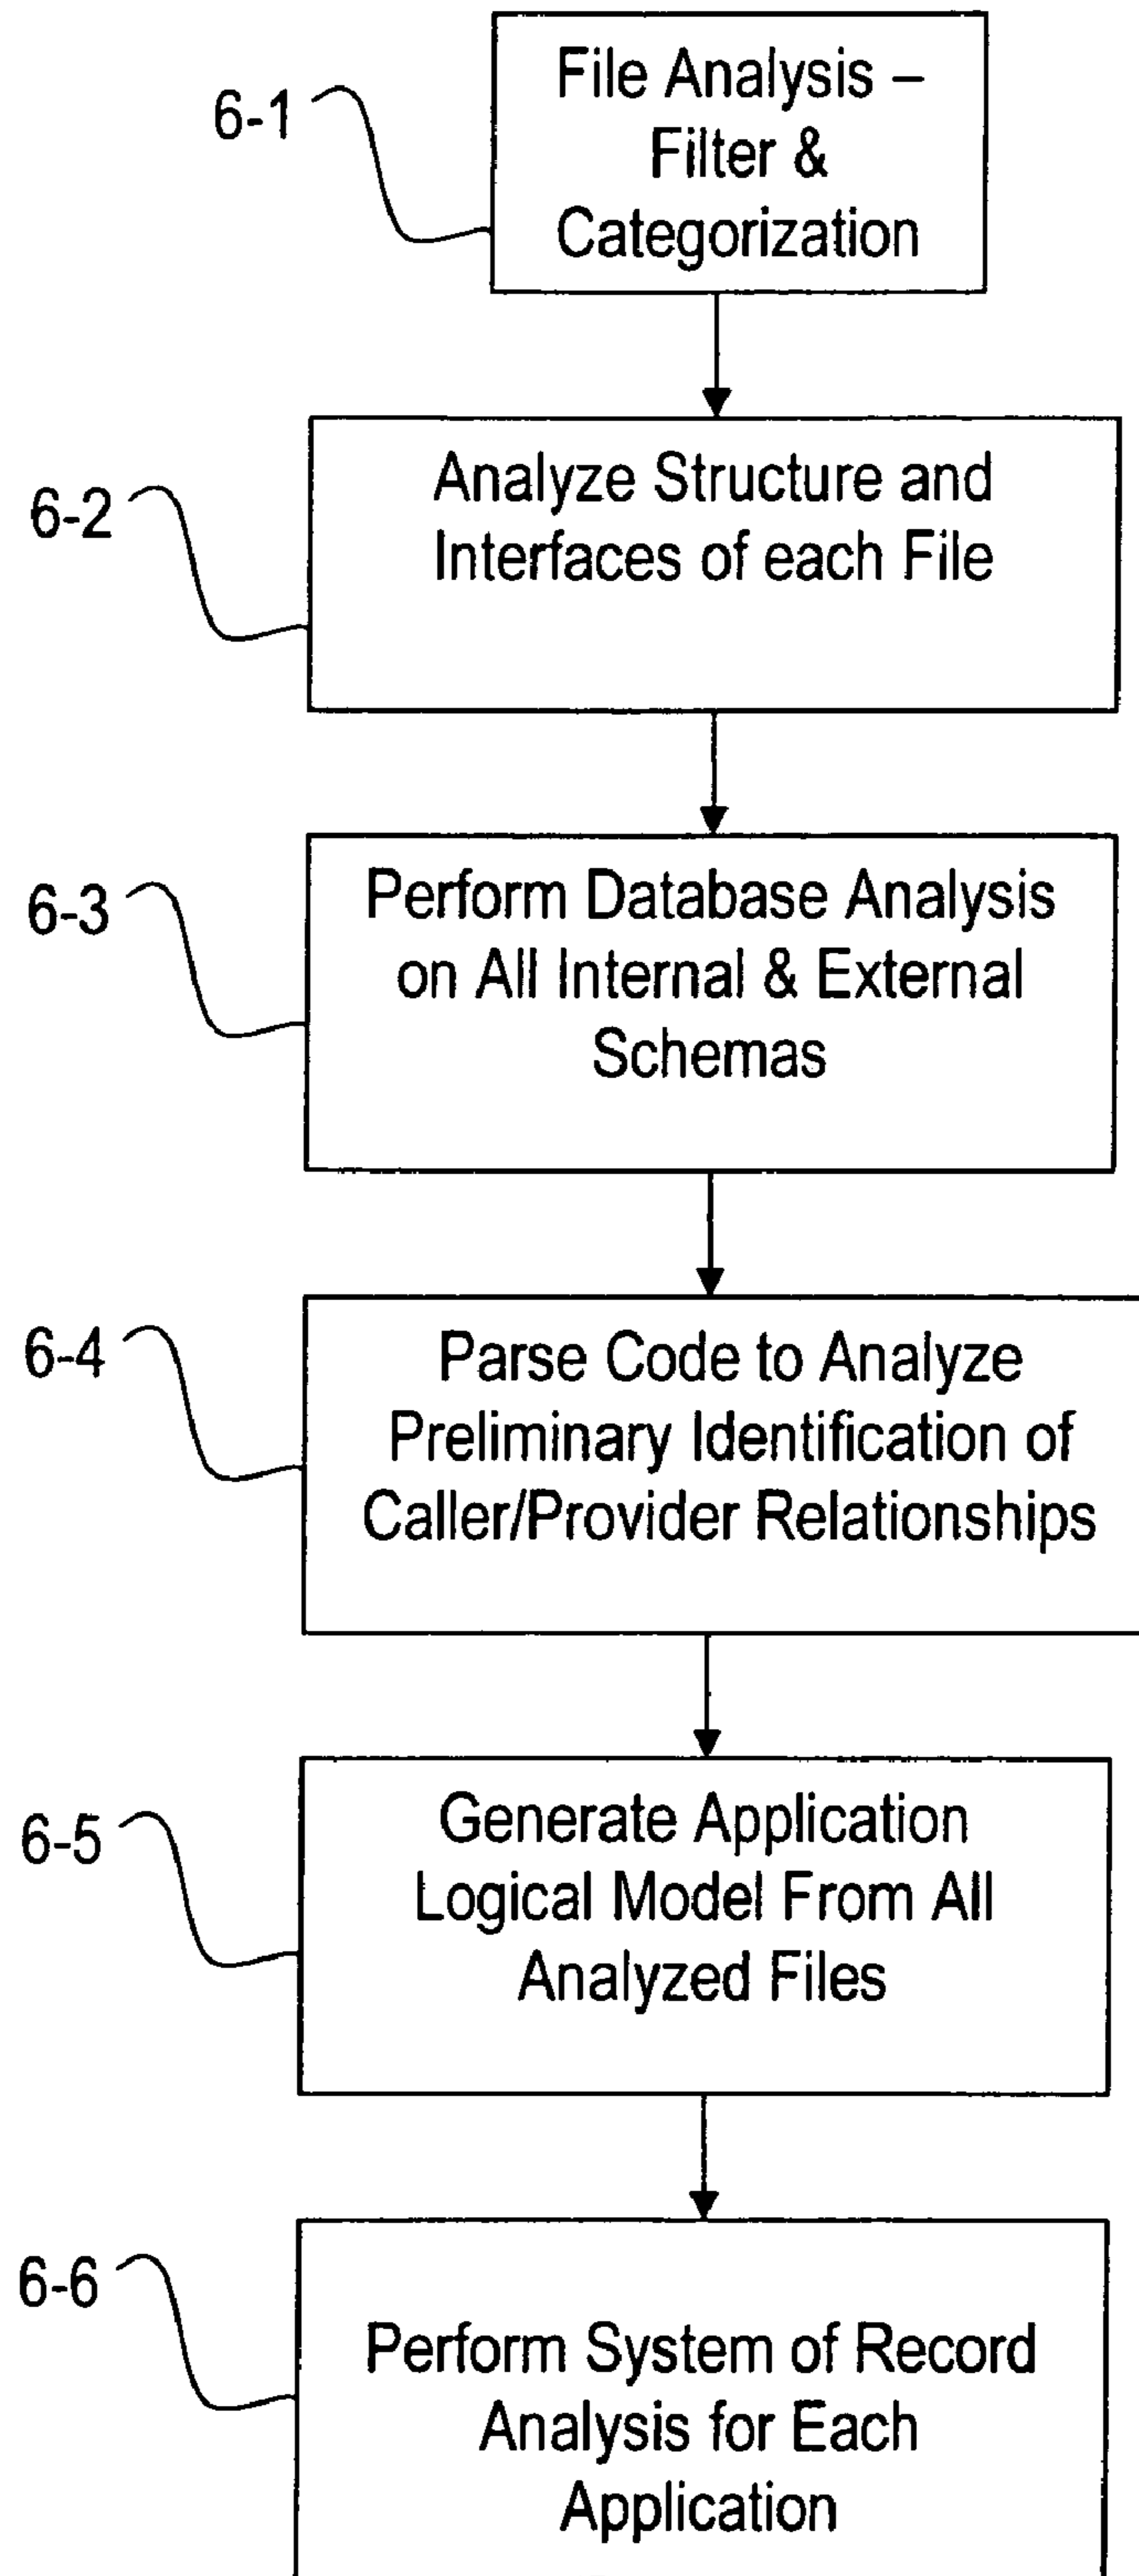 6-1
File Analysis –
Filter &
Categorization
6-2
Analyze Structure and
Interfaces of each File
6-3
Perform Database Analysis
on All Internal & External
Schemas
6-4
Parse Code to Analyze
Preliminary Identification of
Caller/Provider Relationships
6-5
Generate Application
Logical Model From All
Analyzed Files
6-6
Perform System of Record
Analysis for Each
Application